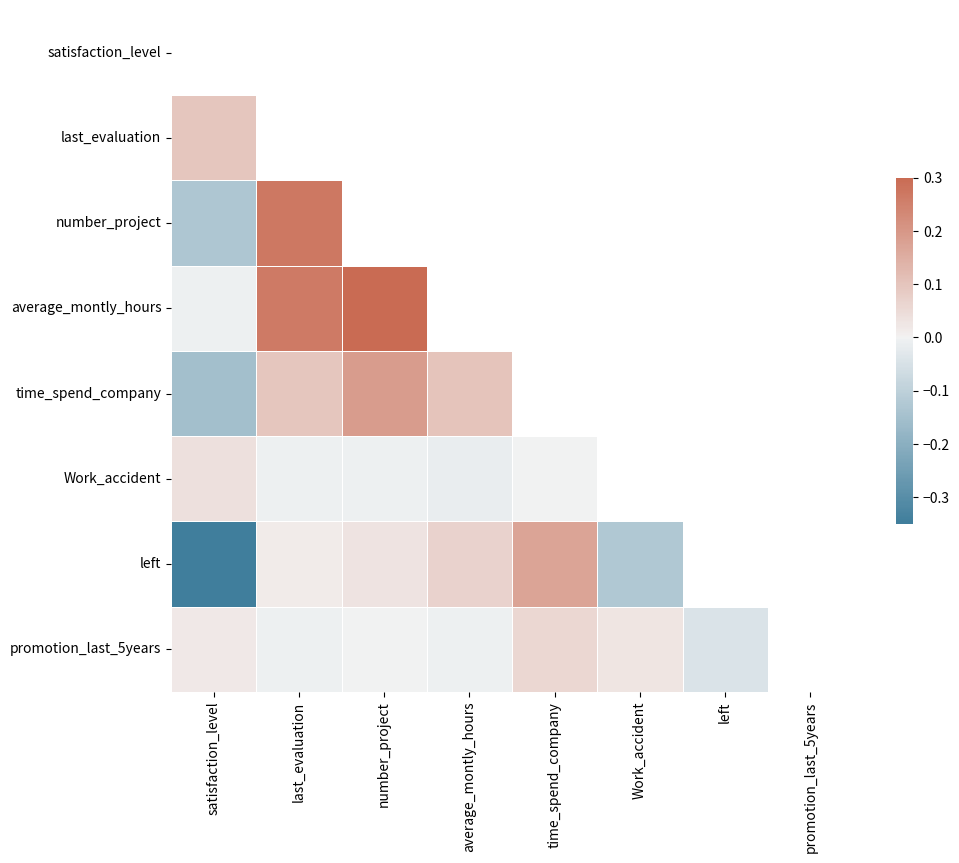 satisfaction_level
last_evaluation
number_project
average_montly_hours
time_spend_company
Work_accident
left
promotion_last_5years
satisfaction_level
last_evaluation
number_project
average_montly_hours
time_spend_company
Work_accident
left
promotion_last_5years
0.3
0.2
0.1
0.0
−0.1
−0.2
−0.3